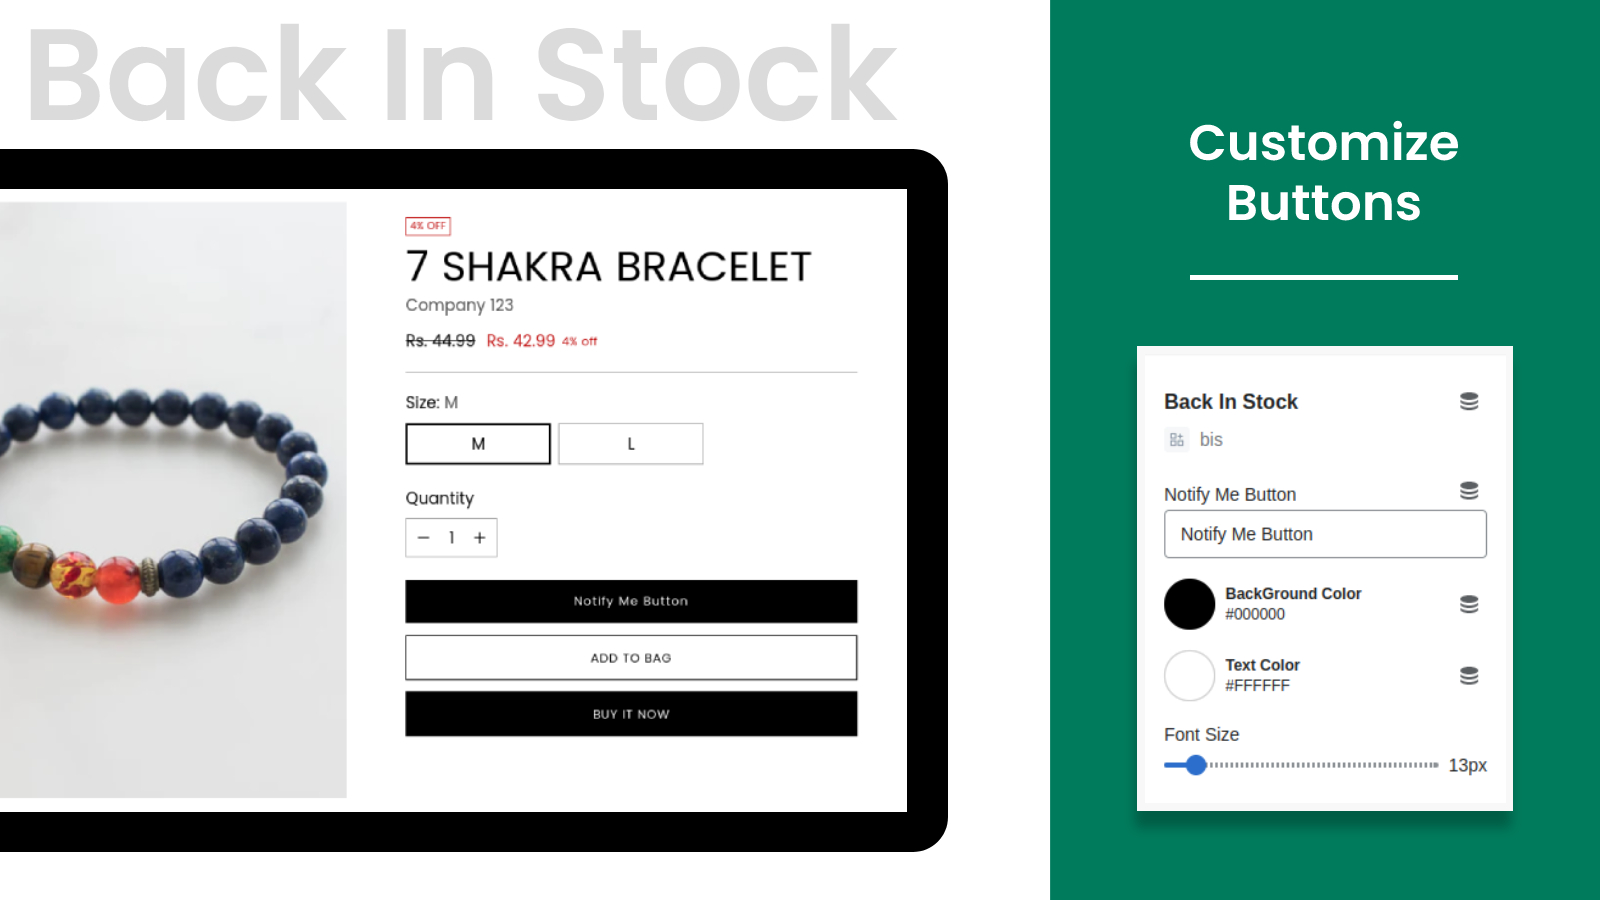 Back In Stock
4% OFF
7 SHAKRA BRACELET
Company 123
Rs. 44.99 Rs. 42.99 4% off
Size: M
M L
Quantity
− 1 +
Notify Me Button
ADD TO BAG
BUY IT NOW
Customize
Buttons
Back In Stock
bis
Notify Me Button
Notify Me Button
BackGround Color
#000000
Text Color
#FFFFFF
Font Size
13px